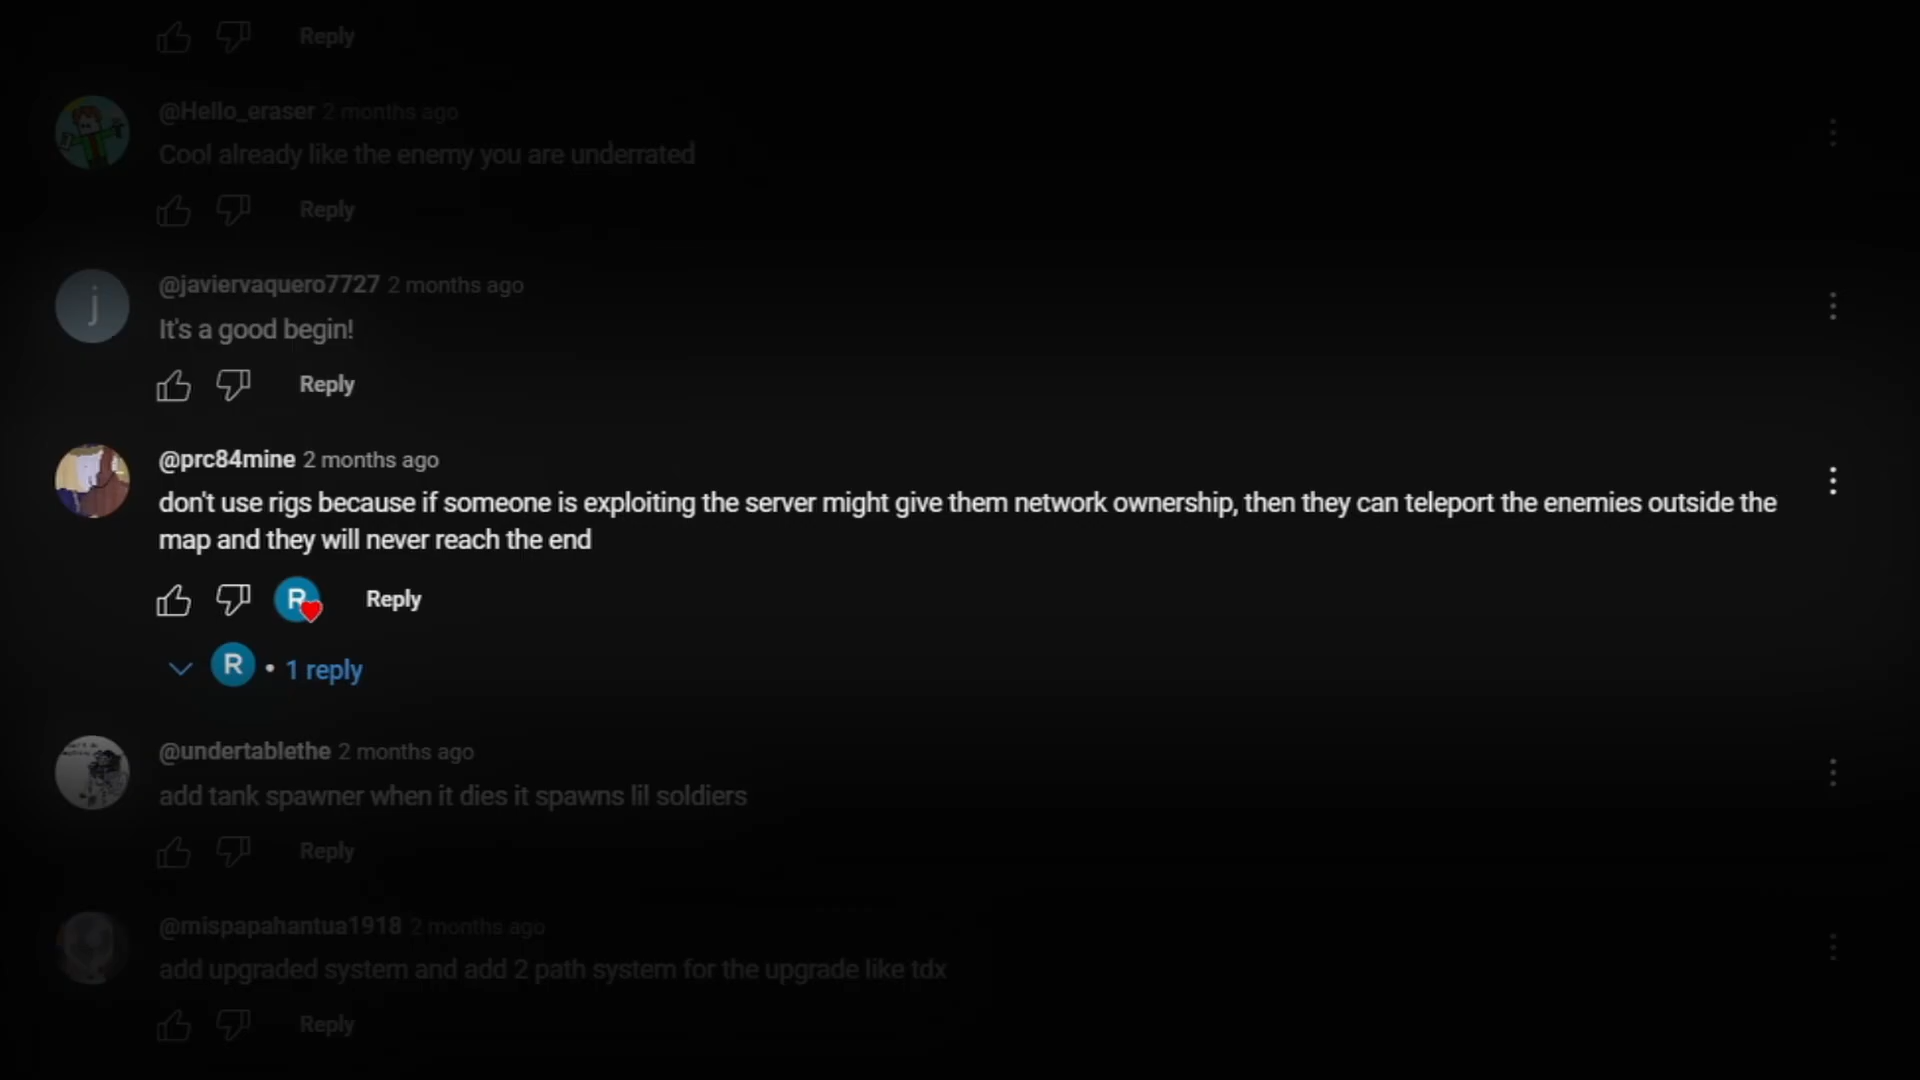 Reply
@Hello_eraser 2 months ago
Cool already like the enemy you are underrated
Reply
j
@javiervaquero7727 2 months ago
It's a good begin!
Reply
@prc84mine 2 months ago
don't use rigs because if someone is exploiting the server might give them network ownership, then they can teleport the enemies outside the
map and they will never reach the end
R Reply
R • 1 reply
@undertablethe 2 months ago
add tank spawner when it dies it spawns lil soldiers
Reply
@mispapahantua1918 2 months ago
add upgraded system and add 2 path system for the upgrade like tdx
Reply